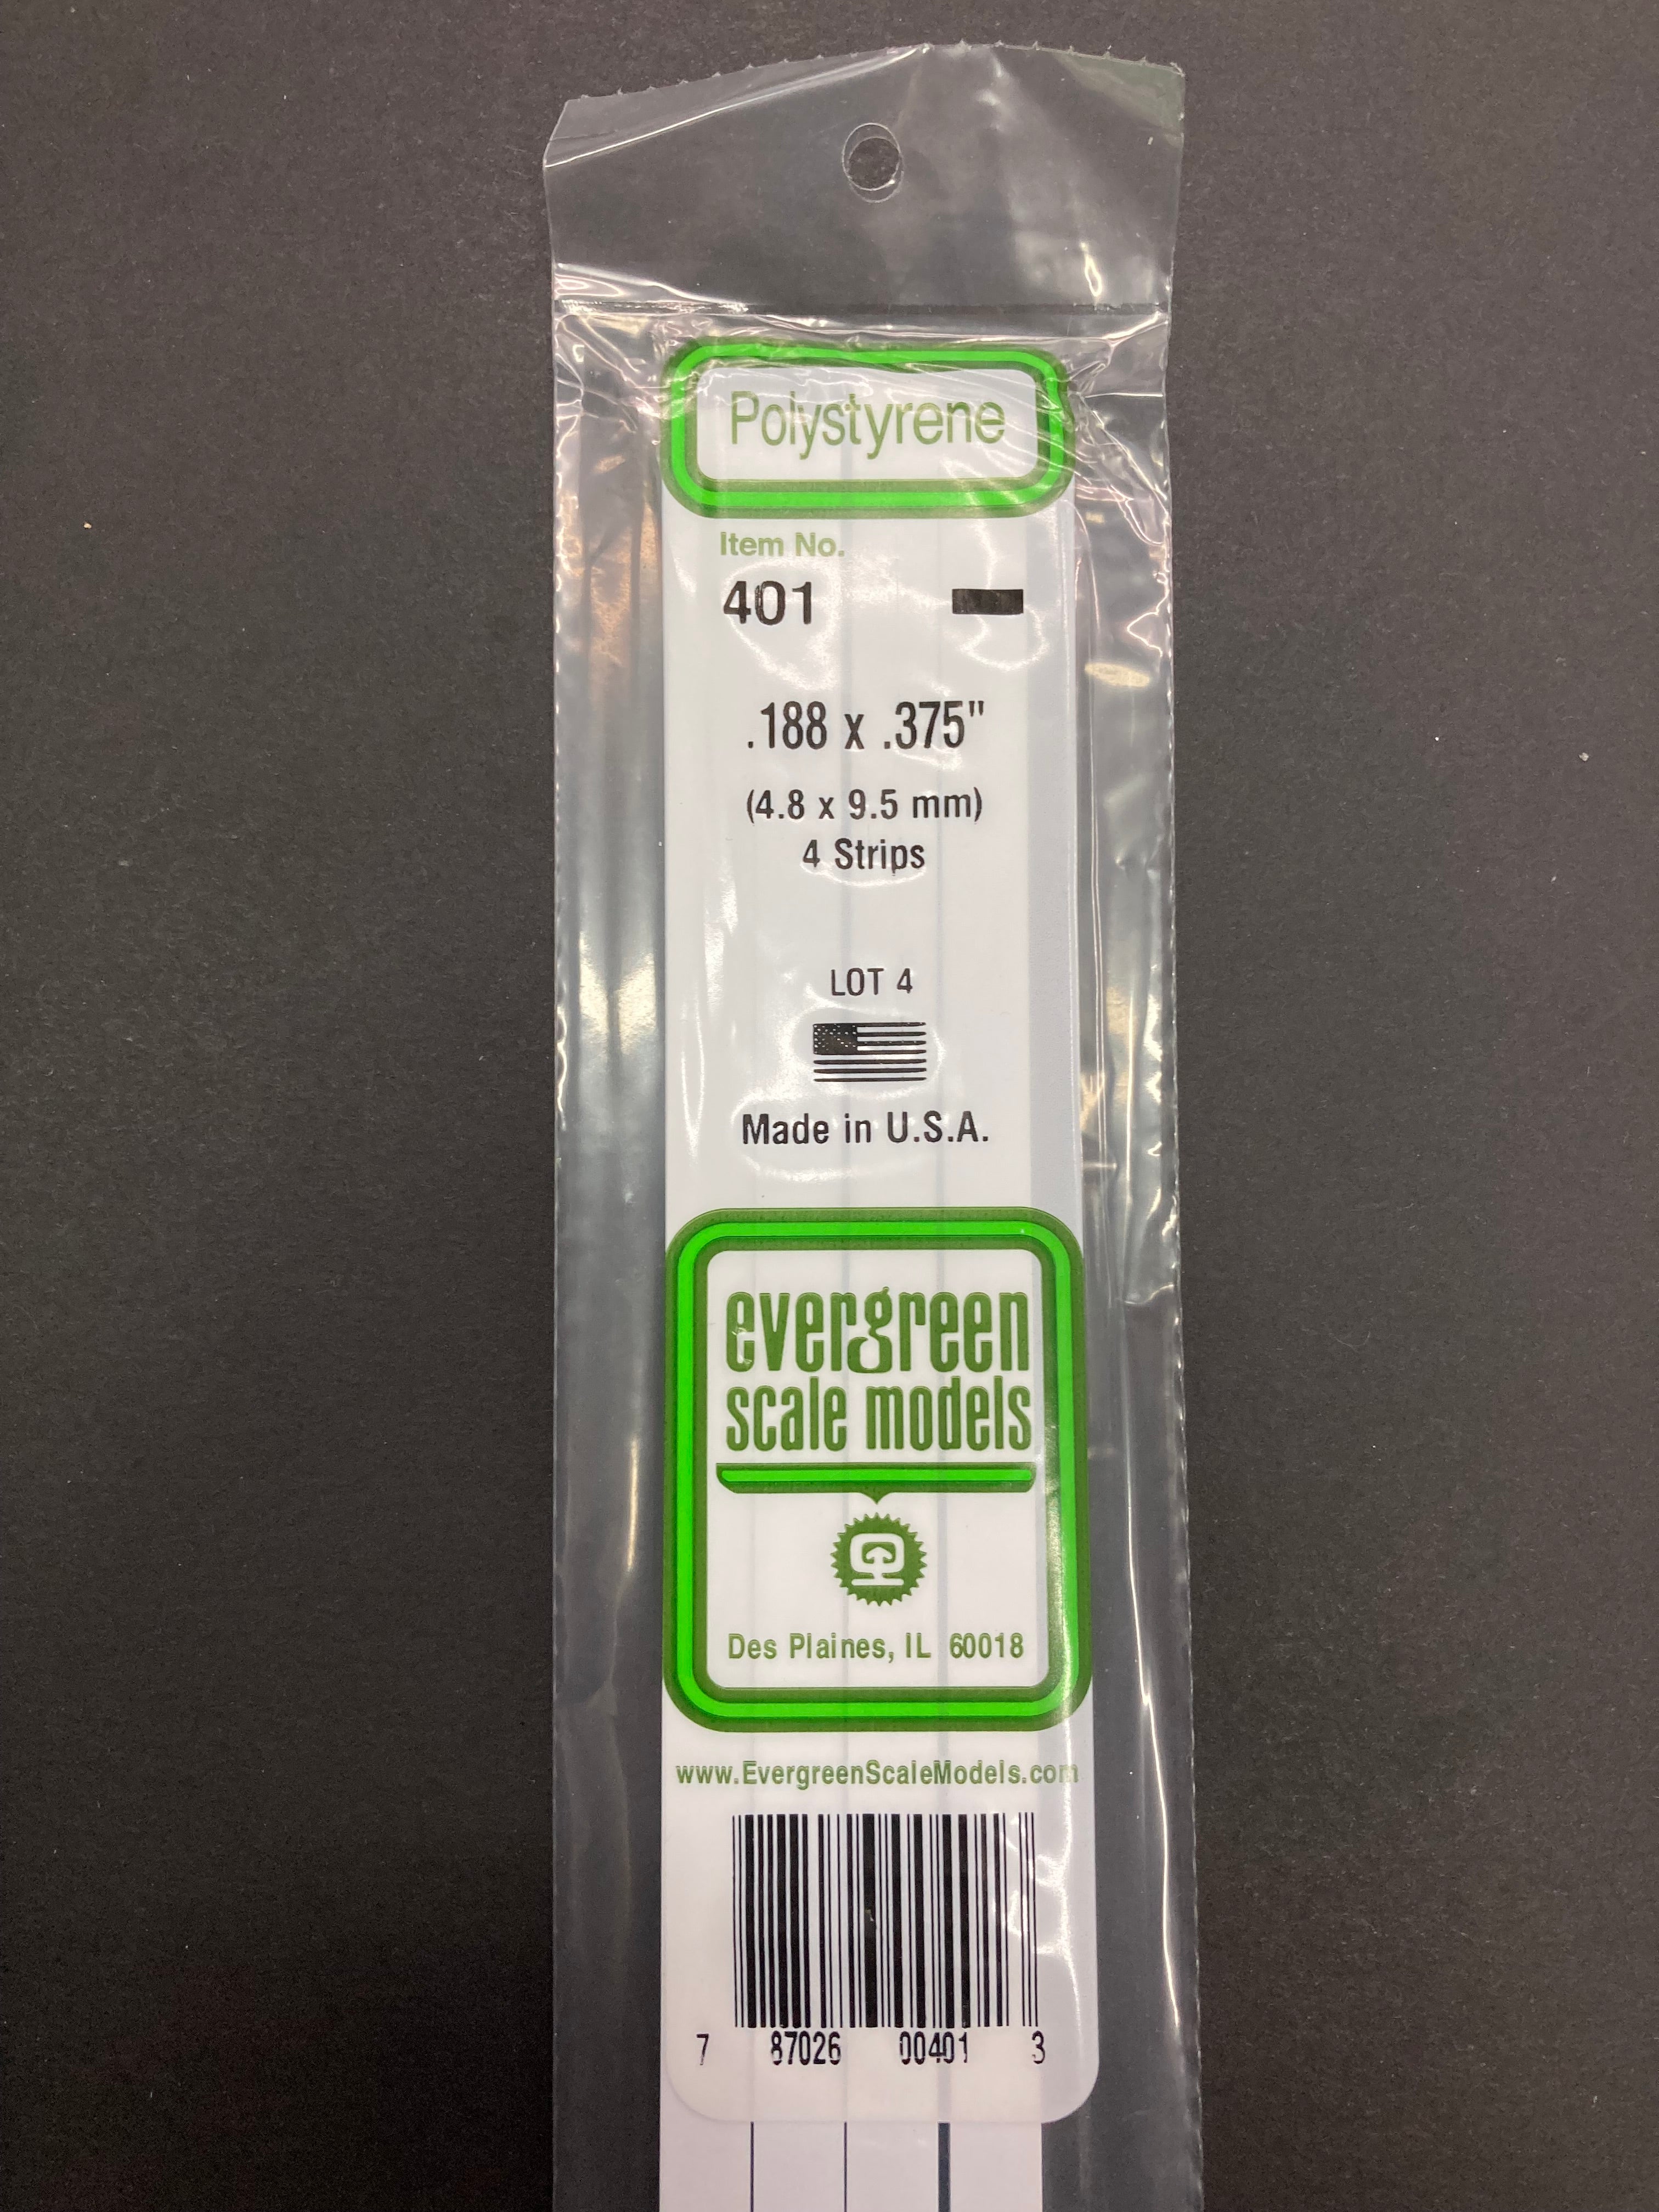 Polystyrene
Item No.
401
.188 x .375"
(4.8 x 9.5 mm)
4 Strips
LOT 4
Made in U.S.A.
evergreen
scale models
Des Plaines, IL 60018
www.EvergreenScaleModels.com
7 87026 00401 3